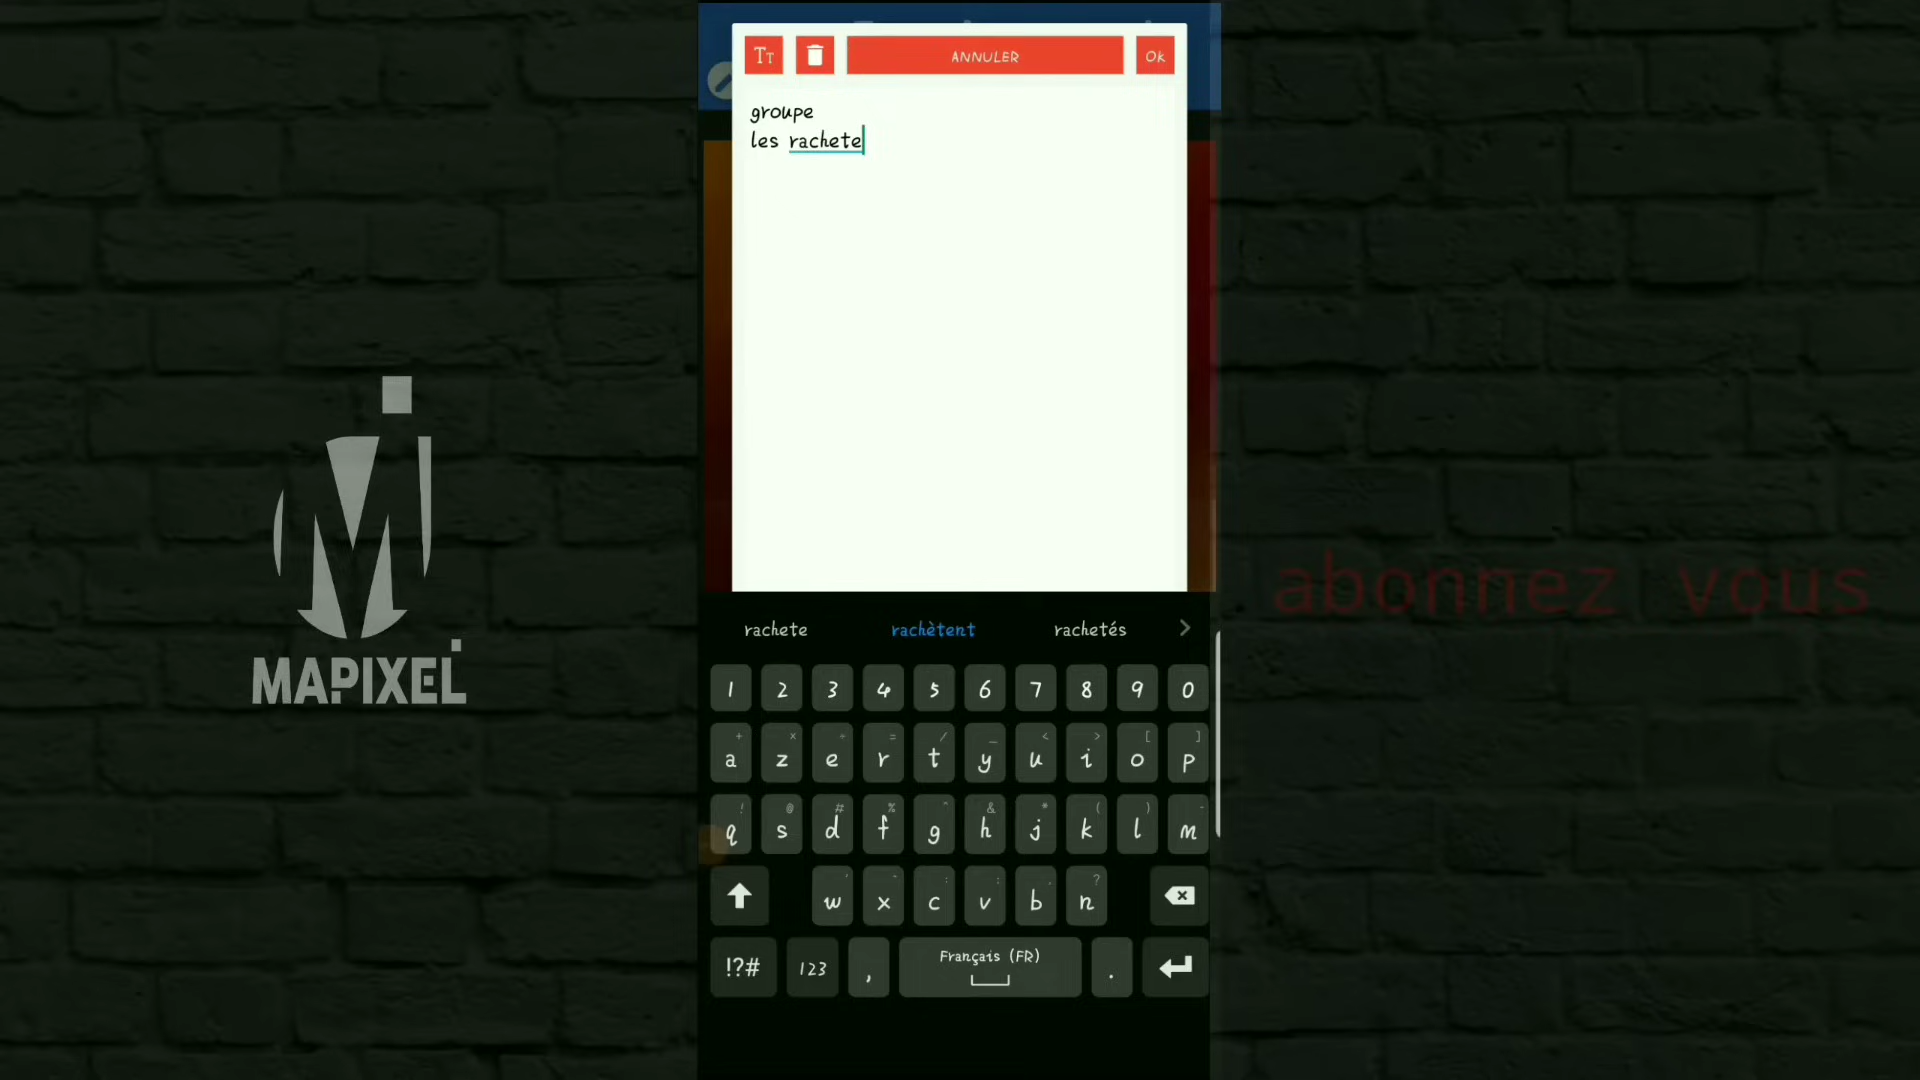 TT ANNULER Ok
groupe
les rachete
rachete rachètent rachetés
1 2 3 4 5 6 7 8 9 0
+ × ÷ = / _ < > [ ]
a z e r t y u i o p
! @ # % & * ( ) -
q s d f g h j k l m
w x c v b n
!?# 123 , Français (FR) .
MAPIXEL
abonnez vous